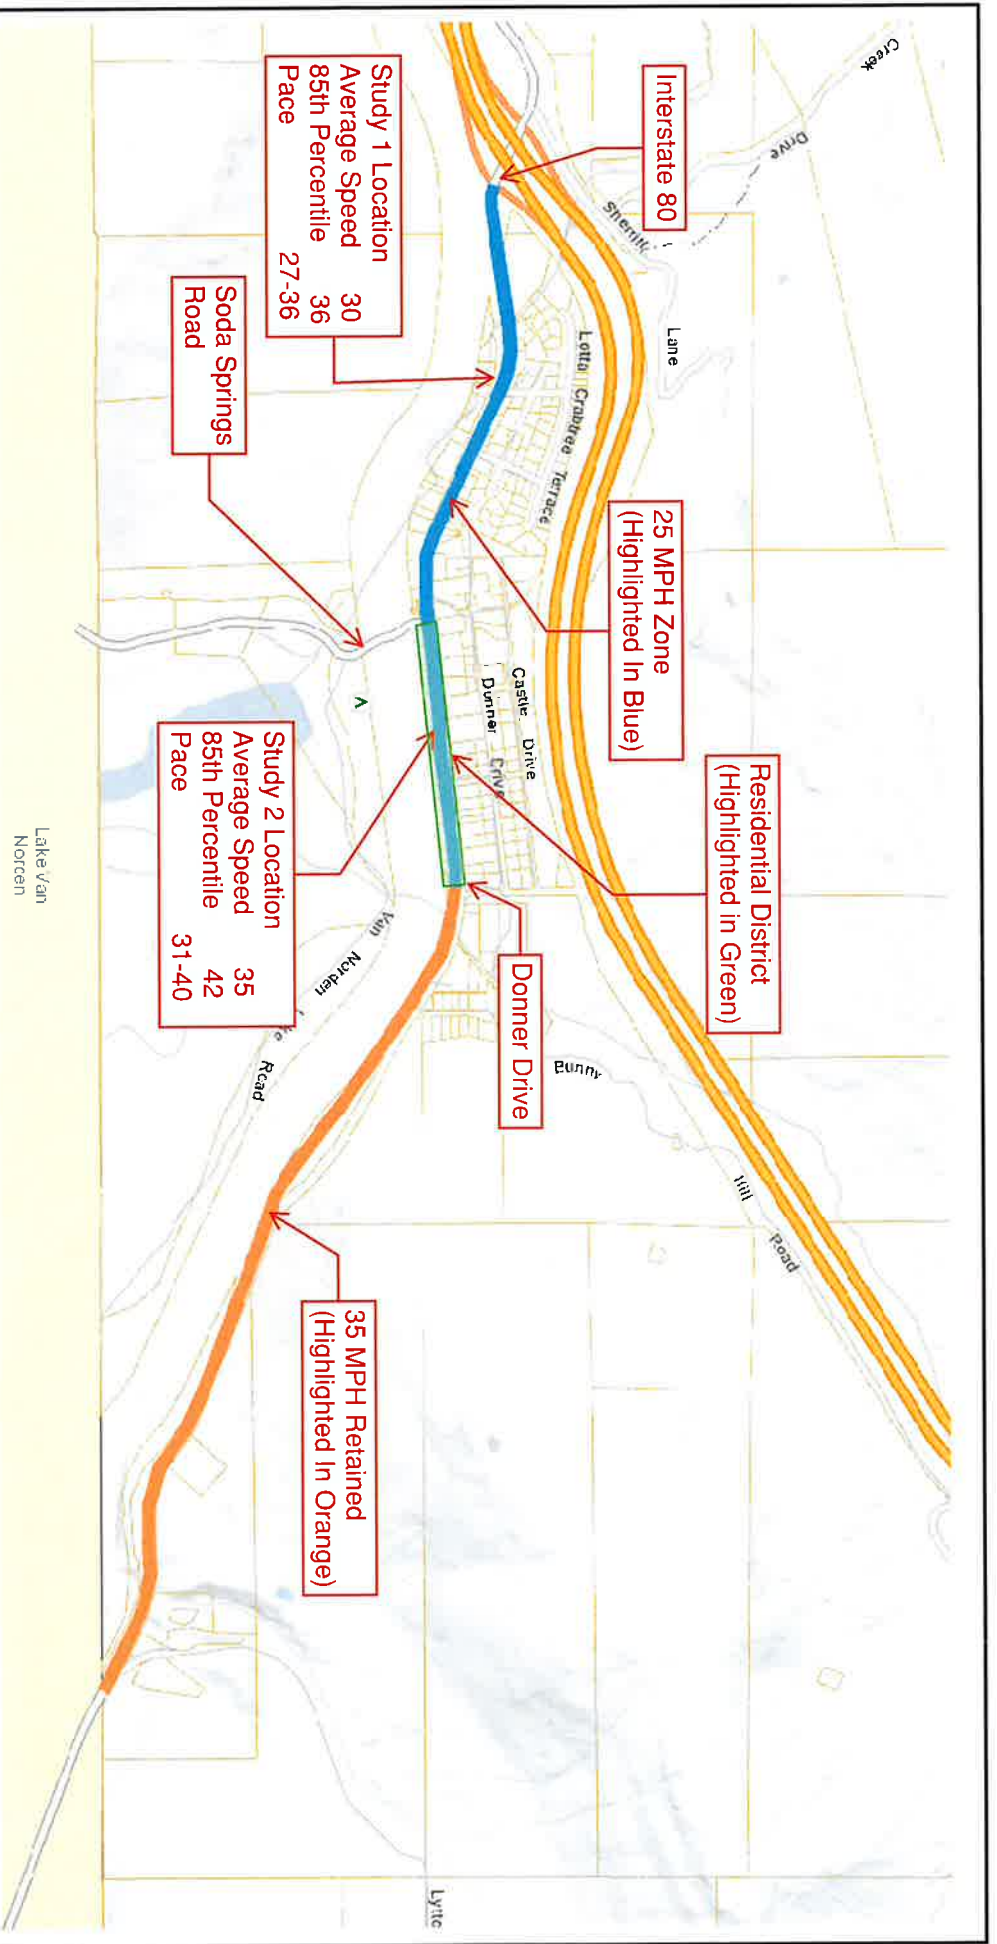 Creek
Drive
Interstate 80
Sherritt
Lane
Study 1 Location
Average Speed 30
85th Percentile 36
Pace 27-36
Soda Springs
Road
Lotta Crabtree Terrace
25 MPH Zone
(Highlighted In Blue)
Castle Drive
Donner
Residential District
(Highlighted in Green)
Study 2 Location
Average Speed 35
85th Percentile 42
Pace 31-40
Donner Drive
Van Norden
Road
Lake Van
Norden
Bunny
Hill
Road
35 MPH Retained
(Highlighted In Orange)